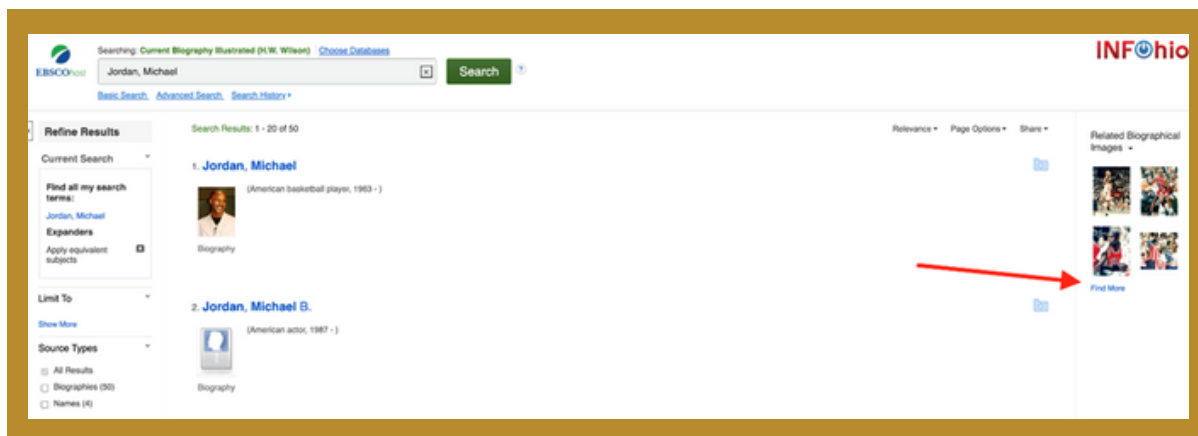 Searching: Current Biography Illustrated (H.W. Wilson) Choose Databases
EBSCOhost
Jordan, Michael
Search
Basic Search Advanced Search Search History
INFOhio
Refine Results
Current Search
Find all my search
terms:
Jordan, Michael
Expanders
Apply equivalent
subjects
Limit To
Show More
Source Types
All Results
Biographies (50)
Names (4)
Search Results: 1 - 20 of 50
Relevance Page Options Share
1. Jordan, Michael
(American basketball player, 1963 - )
Biography
2. Jordan, Michael B.
(American actor, 1987 - )
Biography
Related Biographical
Images
Find More